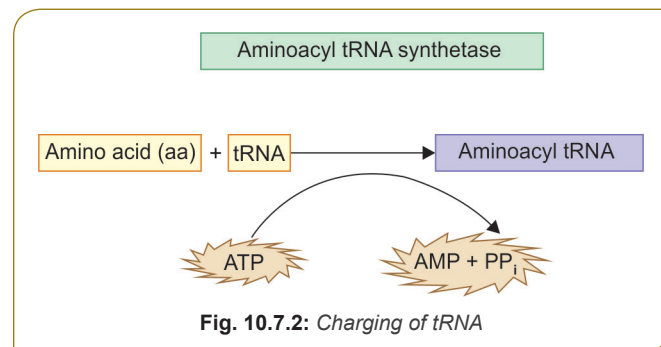 Aminoacyl tRNA synthetase
Amino acid (aa) + tRNA Aminoacyl tRNA
ATP AMP + PPi
Fig. 10.7.2: Charging of tRNA